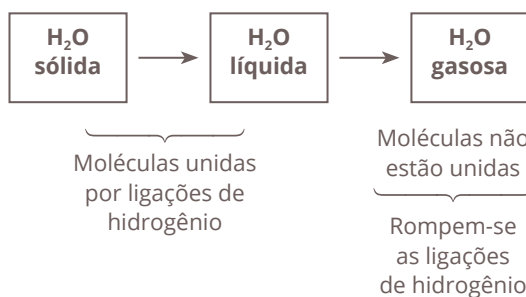 H₂O
sólida
H₂O
líquida
H₂O
gasosa
Moléculas unidas
por ligações de
hidrogênio
Moléculas não
estão unidas
Rompem-se
as ligações
de hidrogênio